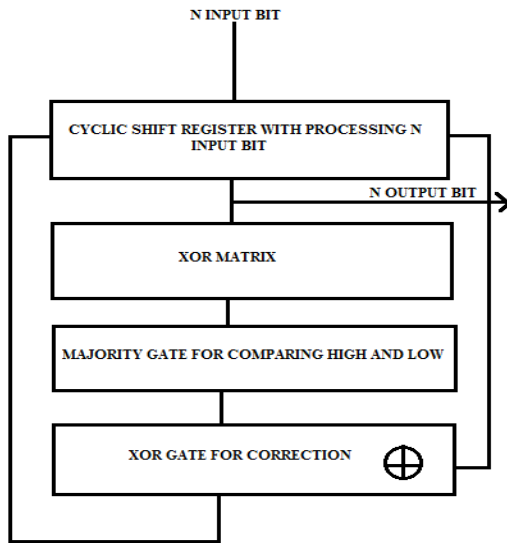 N INPUT BIT
CYCLIC SHIFT REGISTER WITH PROCESSING N
INPUT BIT
N OUTPUT BIT
XOR MATRIX
MAJORITY GATE FOR COMPARING HIGH AND LOW
XOR GATE FOR CORRECTION